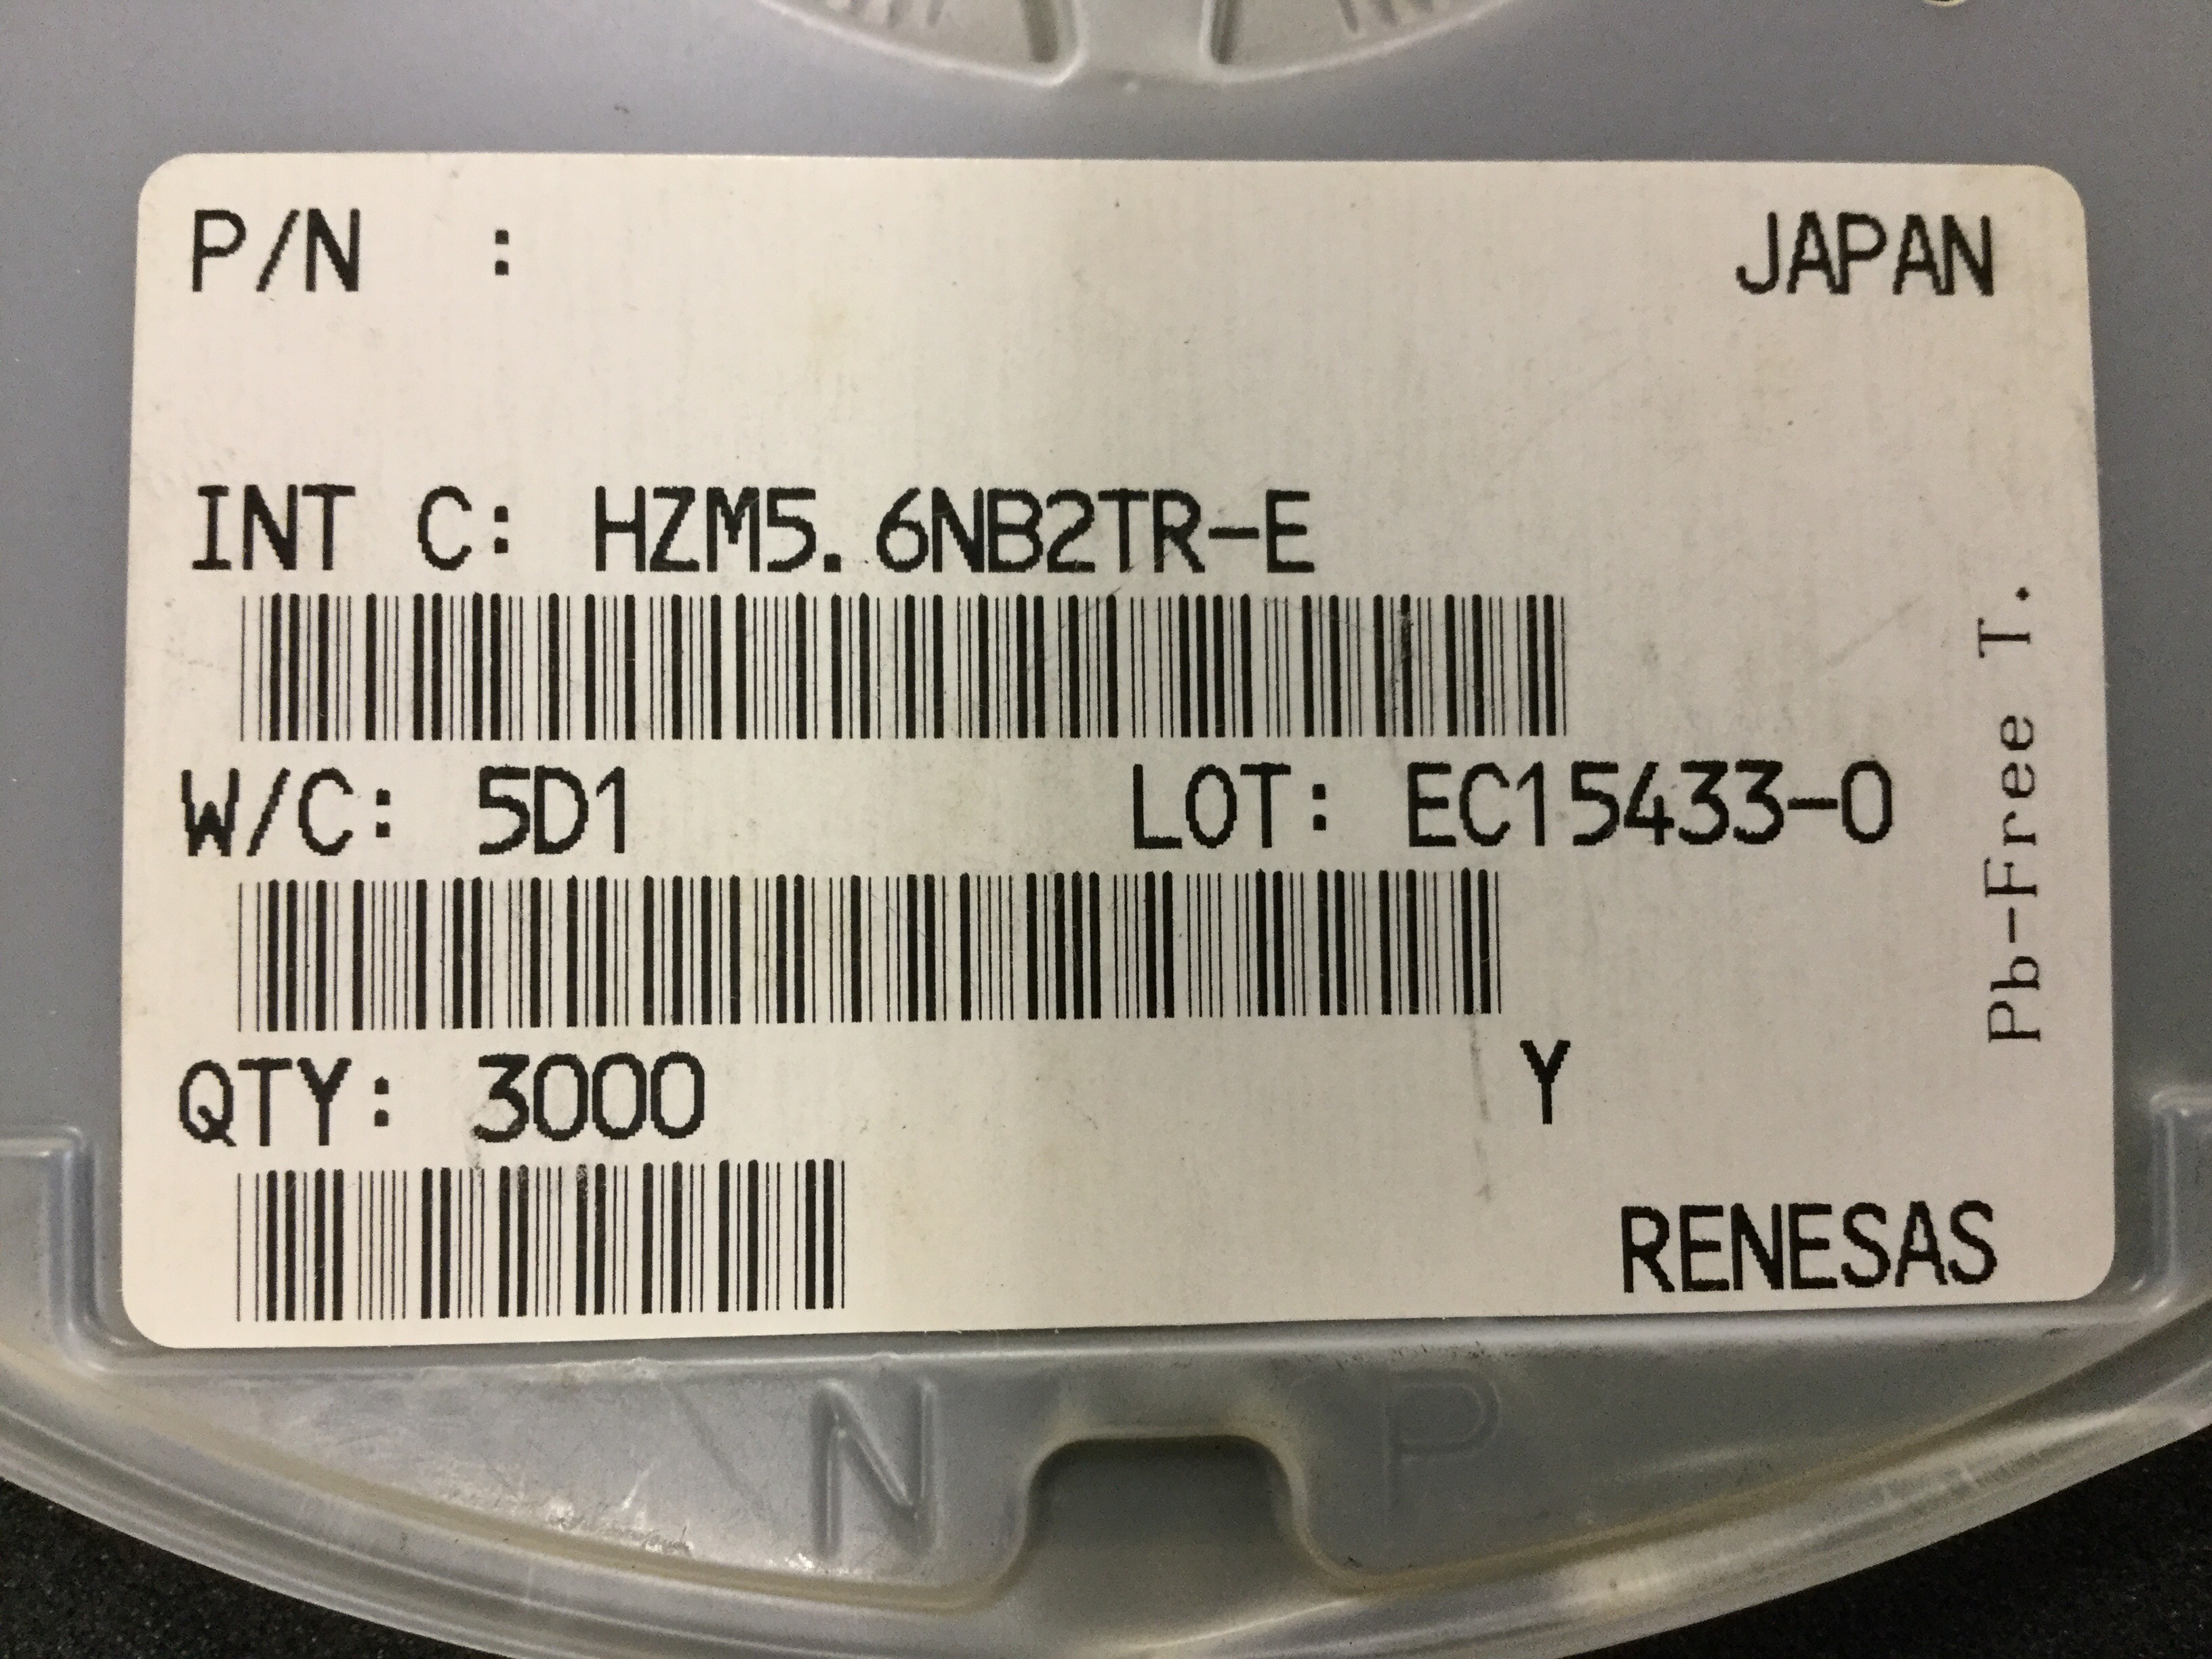 P/N : JAPAN
INT C: HZM5.6NB2TR-E
W/C: 5D1 LOT: EC15433-0
QTY: 3000 Y
RENESAS
Pb-Free T.
N P